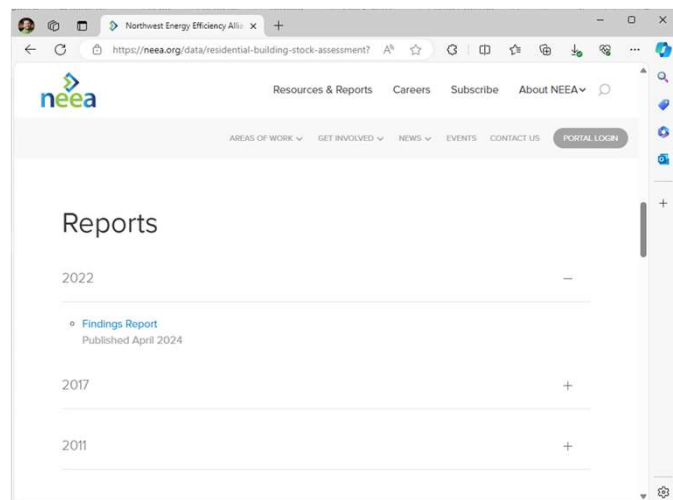 Northwest Energy Efficiency Allia
https://neea.org/data/residential-building-stock-assessment?
neea
Resources & Reports Careers Subscribe About NEEA
AREAS OF WORK GET INVOLVED NEWS EVENTS CONTACT US PORTAL LOGIN
Reports
2022
Findings Report
Published April 2024
2017
2011